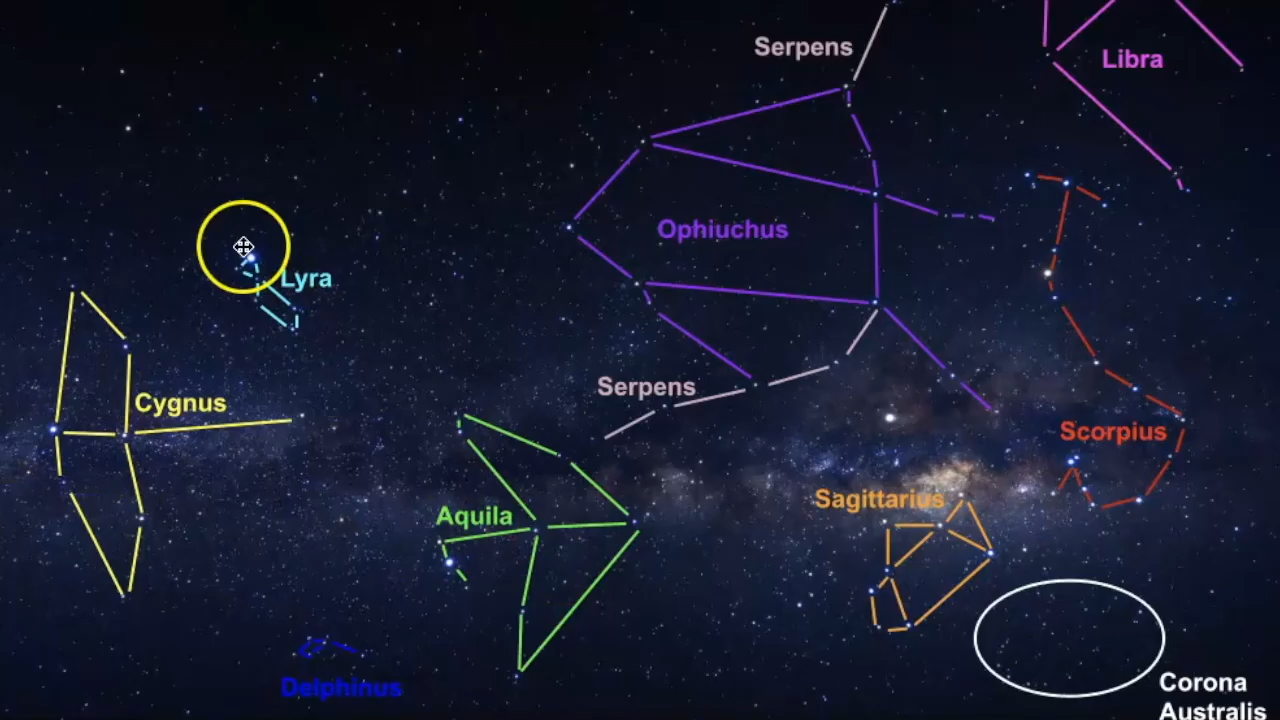 Serpens
Libra
Ophiuchus
Lyra
Serpens
Cygnus
Scorpius
Sagittarius
Aquila
Delphinus
Corona
Australis